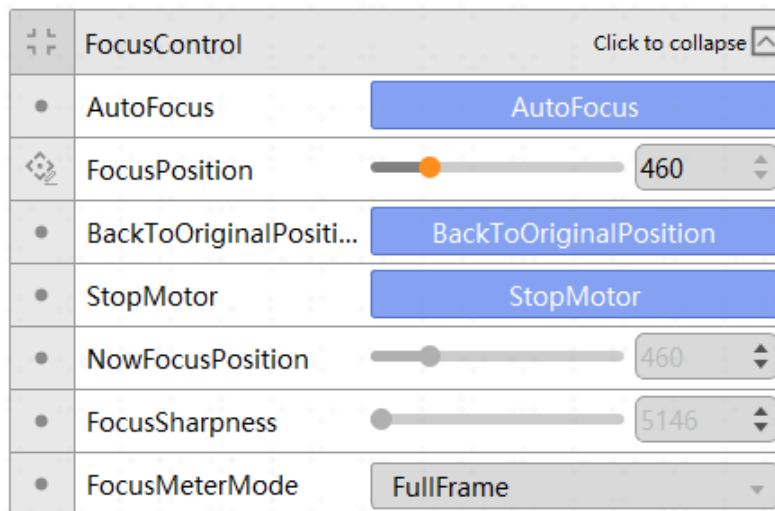 FocusControl Click to collapse
AutoFocus AutoFocus
FocusPosition 460
BackToOriginalPositi... BackToOriginalPosition
StopMotor StopMotor
NowFocusPosition 460
FocusSharpness 5146
FocusMeterMode FullFrame